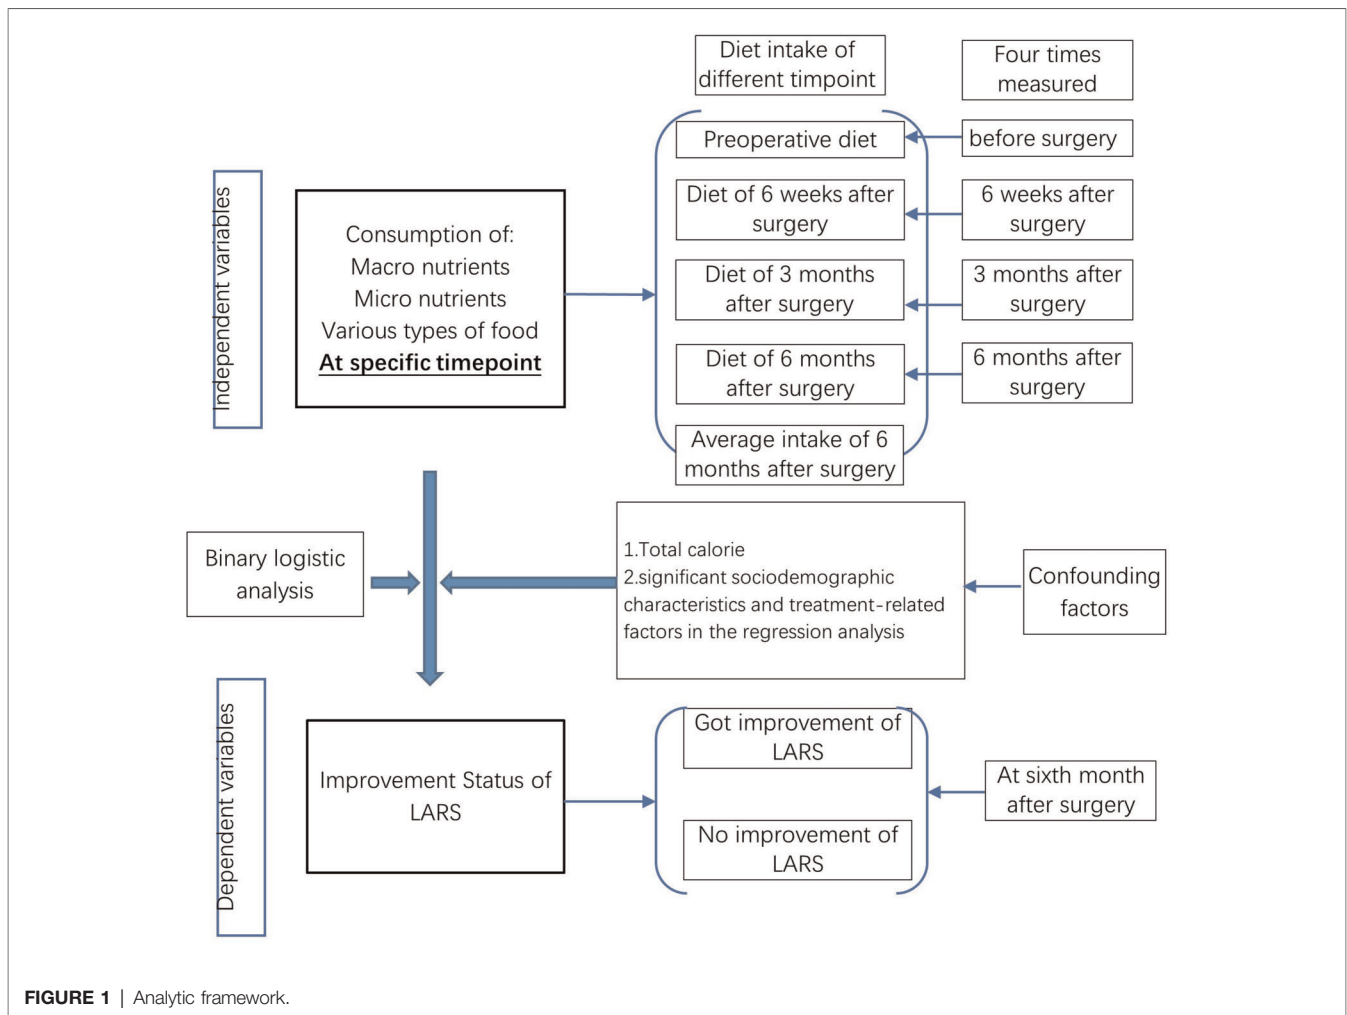 Diet intake of
different timpoint
Four times
measured
Preoperative diet
before surgery
Independent variables
Consumption of:
Macro nutrients
Micro nutrients
Various types of food
At specific timepoint
Diet of 6 weeks after
surgery
6 weeks after
surgery
Diet of 3 months
after surgery
3 months after
surgery
Diet of 6 months
after surgery
6 months after
surgery
Average intake of 6
months after surgery
Binary logistic
analysis
1.Total calorie
2.significant sociodemographic
characteristics and treatment-related
factors in the regression analysis
Confounding
factors
Dependent variables
Improvement Status of
LARS
Got improvement of
LARS
No improvement of
LARS
At sixth month
after surgery
FIGURE 1 | Analytic framework.